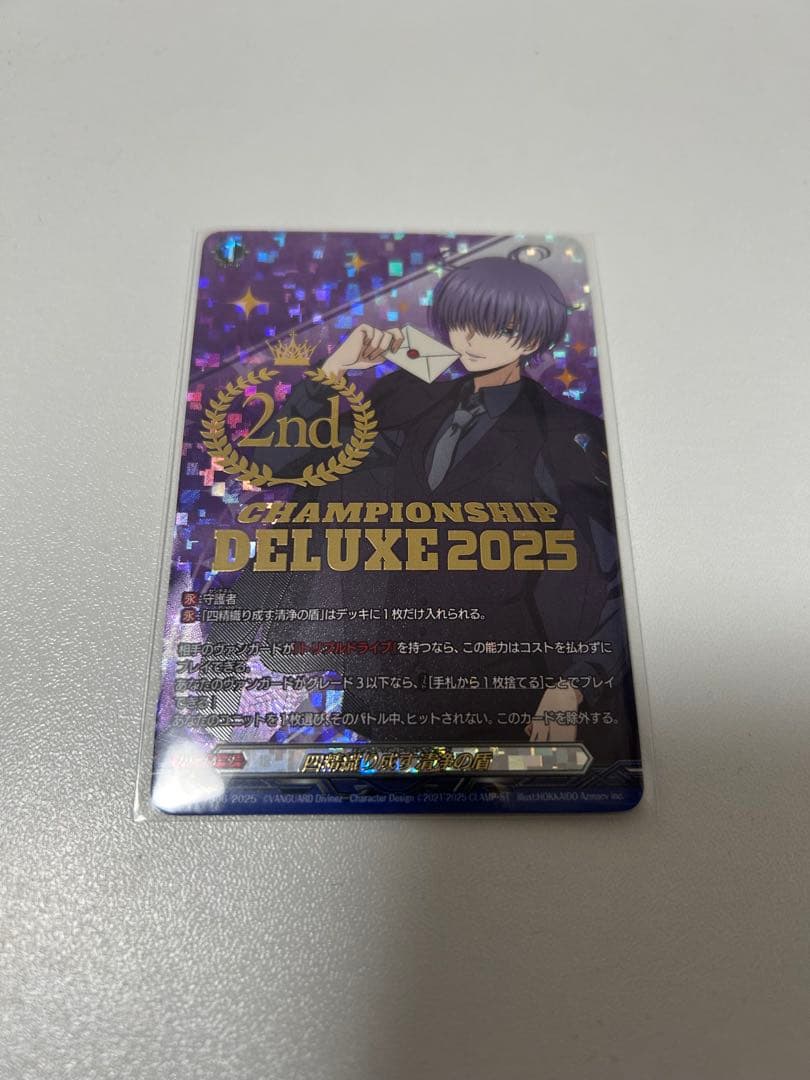 1
2nd
CHAMPIONSHIP
DELUXE 2025
永:守護者
永:「四精織り成す清浄の盾」はデッキに1枚だけ入れられる。
相手のヴァンガードが『トリプルドライブ』を持つなら、この能力はコストを払わずに
プレイできる。
あなたのヴァンガードがグレード3以下なら、[手札から1枚捨てる]ことでプレイ
できる!
あなたのユニットを1枚選び、そのバトル中、ヒットされない。このカードを除外する。
四精織り成す清浄の盾
2025 ©VANGUARD Divinez Character Design ©2021-2025 CLAMP・ST illust:HOKKAIDO Azmacy inc.